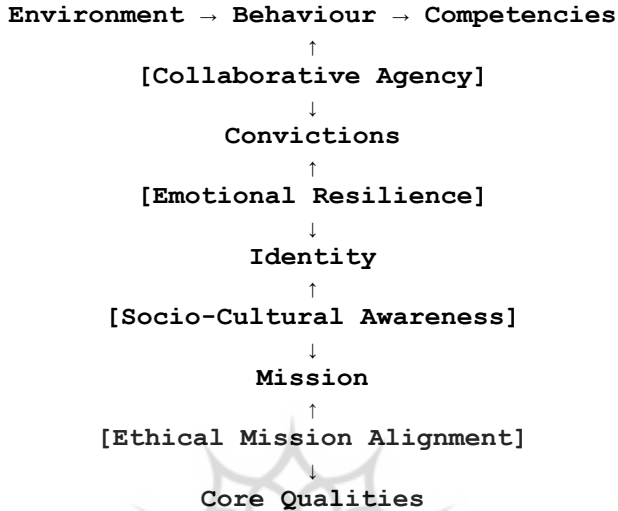 Environment → Behaviour → Competencies
↑
[Collaborative Agency]
↓
Convictions
↑
[Emotional Resilience]
↓
Identity
↑
[Socio-Cultural Awareness]
↓
Mission
↑
[Ethical Mission Alignment]
↓
Core Qualities